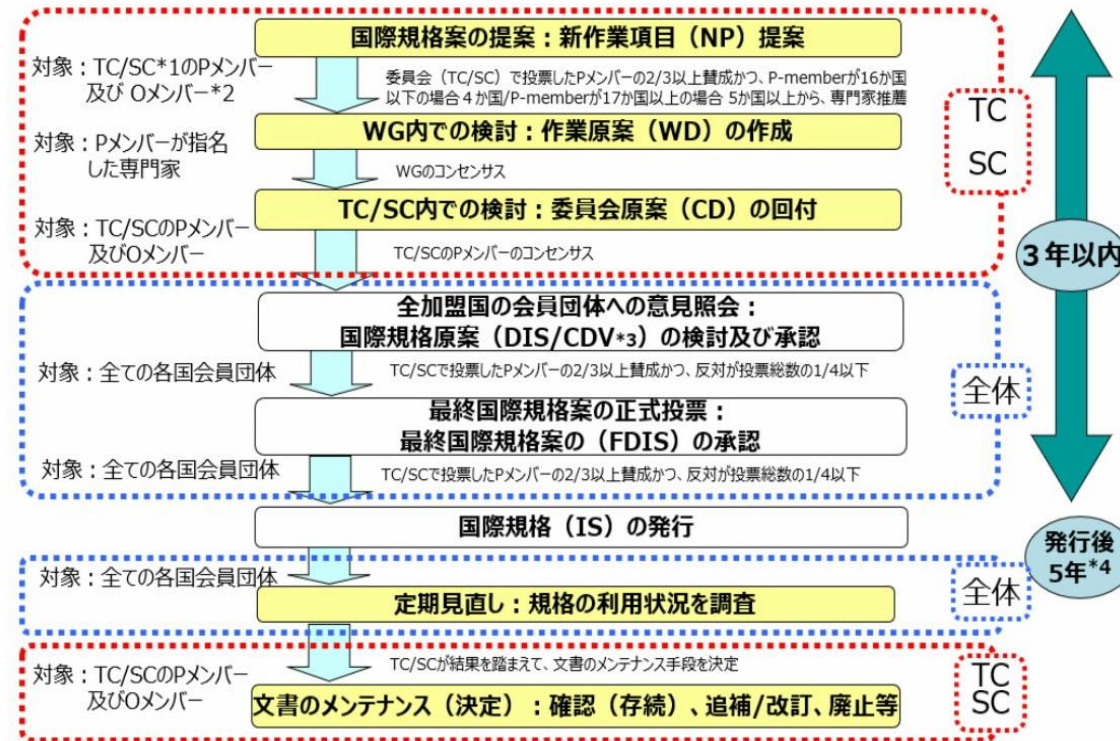 国際規格案の提案：新作業項目（NP）提案
対象：TC/SC*1のPメンバー
及び Oメンバー*2
委員会（TC/SC）で投票したPメンバーの2/3以上賛成かつ、P-memberが16か国
以下の場合４か国/P-memberが17か国以上の場合 5か国以上から、専門家推薦
TC
SC
WG内での検討：作業原案（WD）の作成
対象：Pメンバーが指名
した専門家
WGのコンセンサス
TC/SC内での検討：委員会原案（CD）の回付
対象：TC/SCのPメンバー
及びOメンバー
TC/SCのPメンバーのコンセンサス
３年以内
全加盟国の会員団体への意見照会：
国際規格原案（DIS/CDV*3）の検討及び承認
対象：全ての各国会員団体
TC/SCで投票したPメンバーの2/3以上賛成かつ、反対が投票総数の1/4以下
全体
最終国際規格案の正式投票：
最終国際規格案の（FDIS）の承認
対象：全ての各国会員団体
TC/SCで投票したPメンバーの2/3以上賛成かつ、反対が投票総数の1/4以下
国際規格（IS）の発行
発行後
5年*4
対象：全ての各国会員団体
定期見直し：規格の利用状況を調査
全体
対象：TC/SCのPメンバー
及びOメンバー
TC/SCが結果を踏まえて、文書のメンテナンス手段を決定
TC
SC
文書のメンテナンス（決定）：確認（存続）、追補/改訂、廃止等